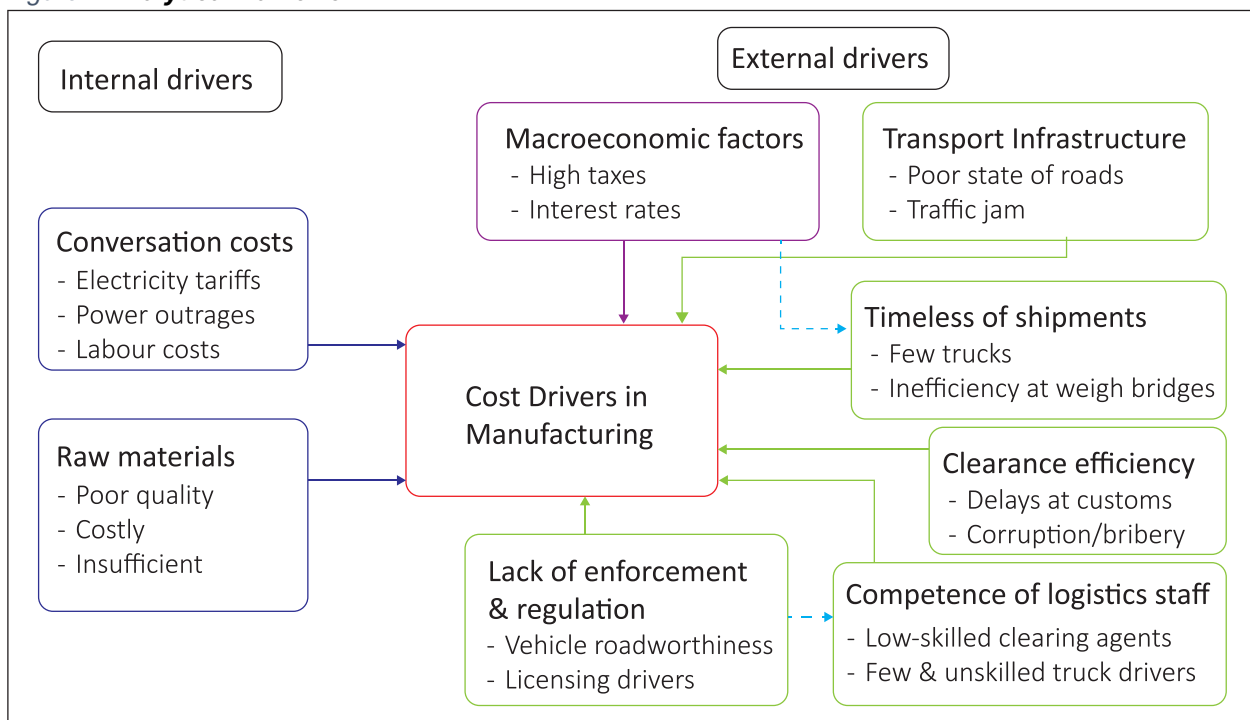 Internal drivers
External drivers
Macroeconomic factors
- High taxes
- Interest rates
Transport Infrastructure
- Poor state of roads
- Traffic jam
Conversation costs
- Electricity tariffs
- Power outrages
- Labour costs
Timeless of shipments
- Few trucks
- Inefficiency at weigh bridges
Cost Drivers in
Manufacturing
Raw materials
- Poor quality
- Costly
- Insufficient
Clearance efficiency
- Delays at customs
- Corruption/bribery
Lack of enforcement
& regulation
- Vehicle roadworthiness
- Licensing drivers
Competence of logistics staff
- Low-skilled clearing agents
- Few & unskilled truck drivers